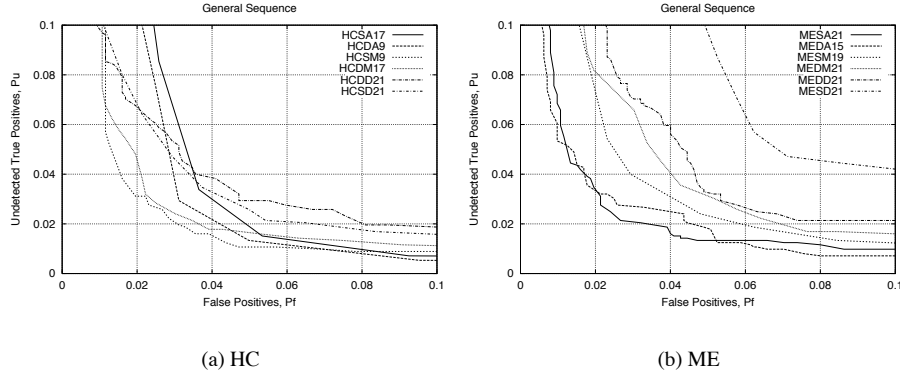 General Sequence
0.1
0.08
0.06
0.04
0.02
0
Undetected True Positives, Pu
HCSA17
HCDA9
HCSM9
HCDM17
HCDD21
HCSD21
0
0.02
0.04
0.06
0.08
0.1
False Positives, Pf
(a) HC
General Sequence
0.1
0.08
0.06
0.04
0.02
0
Undetected True Positives, Pu
MESA21
MEDA15
MESM19
MEDM21
MEDD21
MESD21
0
0.02
0.04
0.06
0.08
0.1
False Positives, Pf
(b) ME